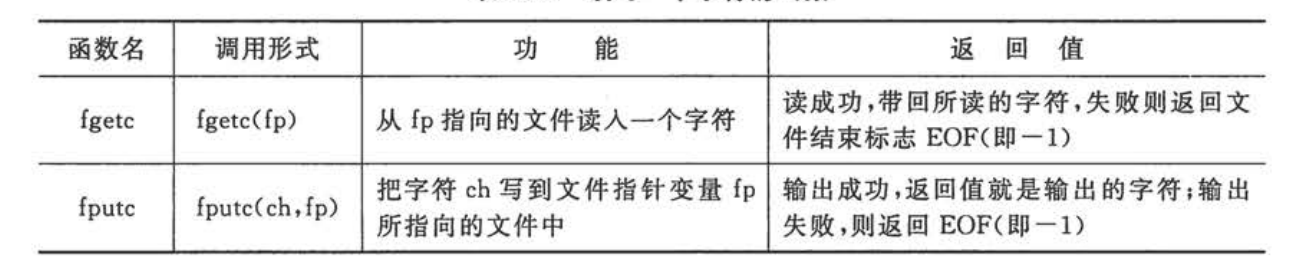 函数名 调用形式 功 能 返 回 值
fgetc fgetc(fp) 从 fp 指向的文件读入一个字符 读成功,带回所读的字符,失败则返回文
件结束标志 EOF(即-1)
fputc fputc(ch,fp) 把字符 ch 写到文件指针变量 fp 输出成功,返回值就是输出的字符;输出
所指向的文件中 失败,则返回 EOF(即-1)